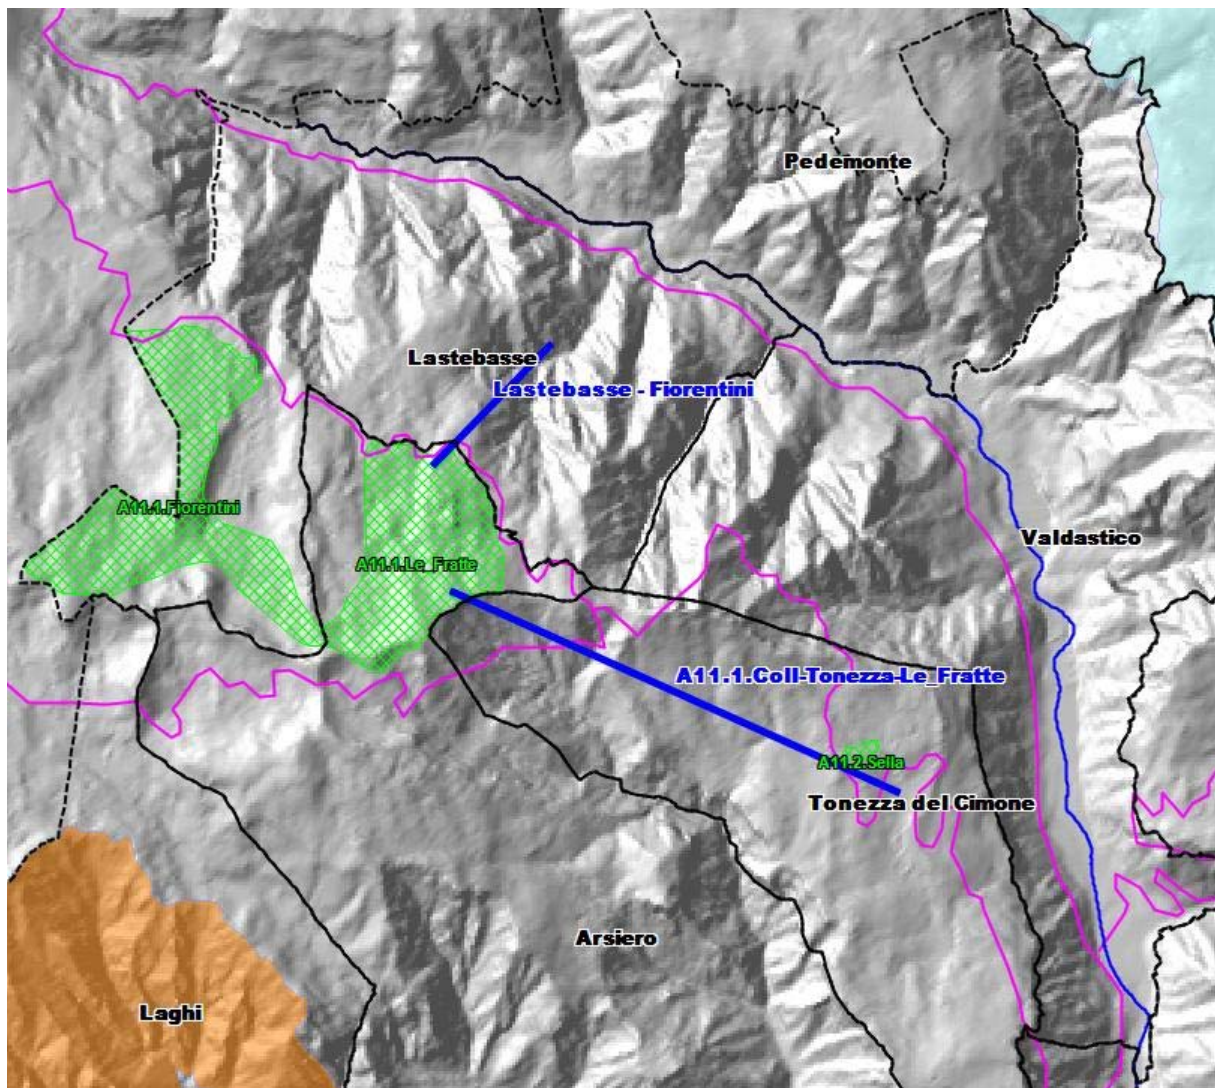 Pedemonte
Lastebasse
Lastebasse - Fiorentini
A11.1.Fiorentini
Valdastico
A11.1.Le_Fratte
A11.1.Coll-Tonezza-Le_Fratte
A11.2.Sella
Tonezza del Cimone
Arsiero
Laghi